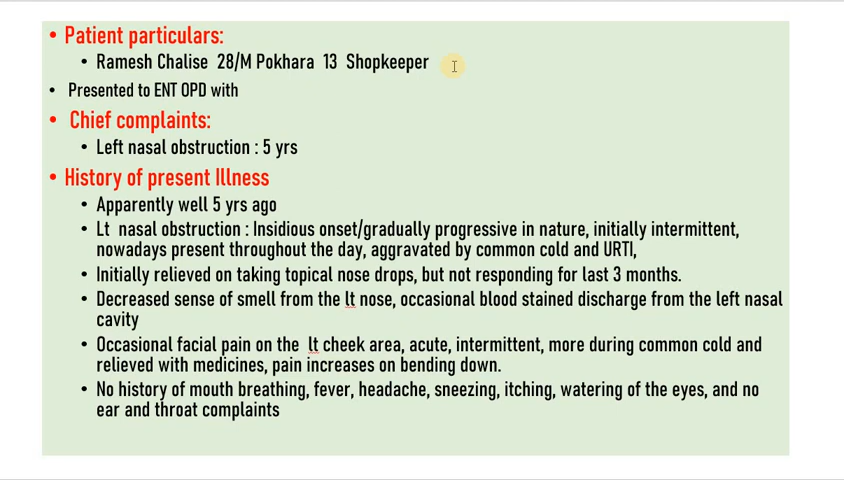 • Patient particulars:
• Ramesh Chalise 28/M Pokhara 13 Shopkeeper
• Presented to ENT OPD with
• Chief complaints:
• Left nasal obstruction : 5 yrs
• History of present Illness
• Apparently well 5 yrs ago
• Lt nasal obstruction : Insidious onset/gradually progressive in nature, initially intermittent,
nowadays present throughout the day, aggravated by common cold and URTI,
• Initially relieved on taking topical nose drops, but not responding for last 3 months.
• Decreased sense of smell from the lt nose, occasional blood stained discharge from the left nasal
cavity
• Occasional facial pain on the lt cheek area, acute, intermittent, more during common cold and
relieved with medicines, pain increases on bending down.
• No history of mouth breathing, fever, headache, sneezing, itching, watering of the eyes, and no
ear and throat complaints